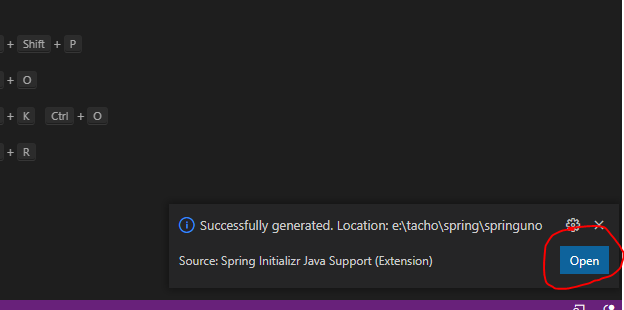 + Shift + P
+ O
+ K Ctrl + O
+ R
Successfully generated. Location: e:\tacho\spring\springuno
Source: Spring Initializr Java Support (Extension)
Open